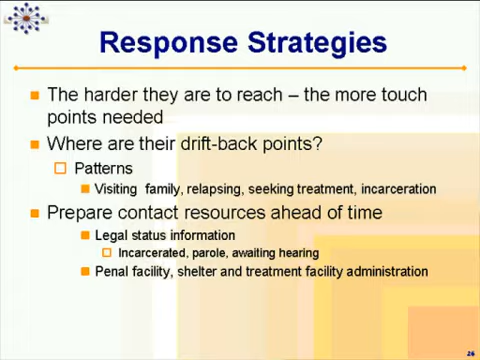 Response Strategies
The harder they are to reach – the more touch
points needed
Where are their drift-back points?
Patterns
Visiting family, relapsing, seeking treatment, incarceration
Prepare contact resources ahead of time
Legal status information
Incarcerated, parole, awaiting hearing
Penal facility, shelter and treatment facility administration
26